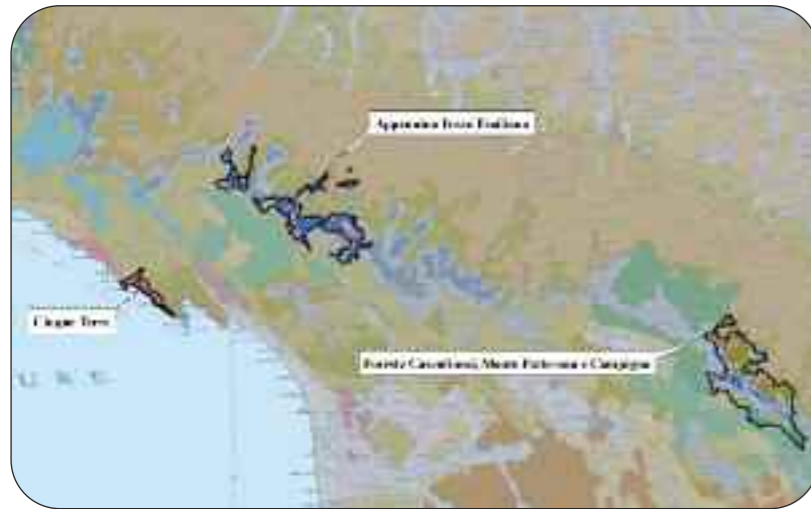 Appennino Tosco Emiliano
Cinque Terre
Foreste Casentinesi, Monte Falterona e Campigna